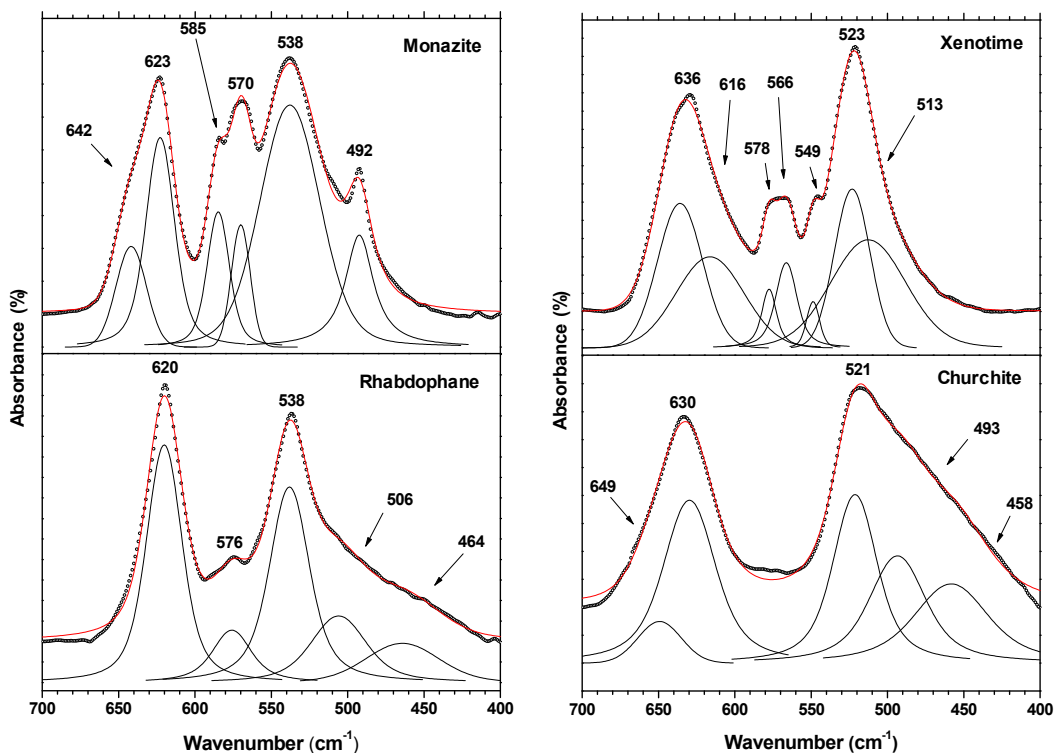 Monazite
585
538
623
570
642
492
Absorbance (%)
Rhabdophane
620
538
576
506
464
700 650 600 550 500 450 400
Wavenumber (cm-1)
Xenotime
523
636
616
566
513
578
549
Absorbance (%)
Churchite
521
630
493
649
458
700 650 600 550 500 450 400
Wavenumber (cm-1)